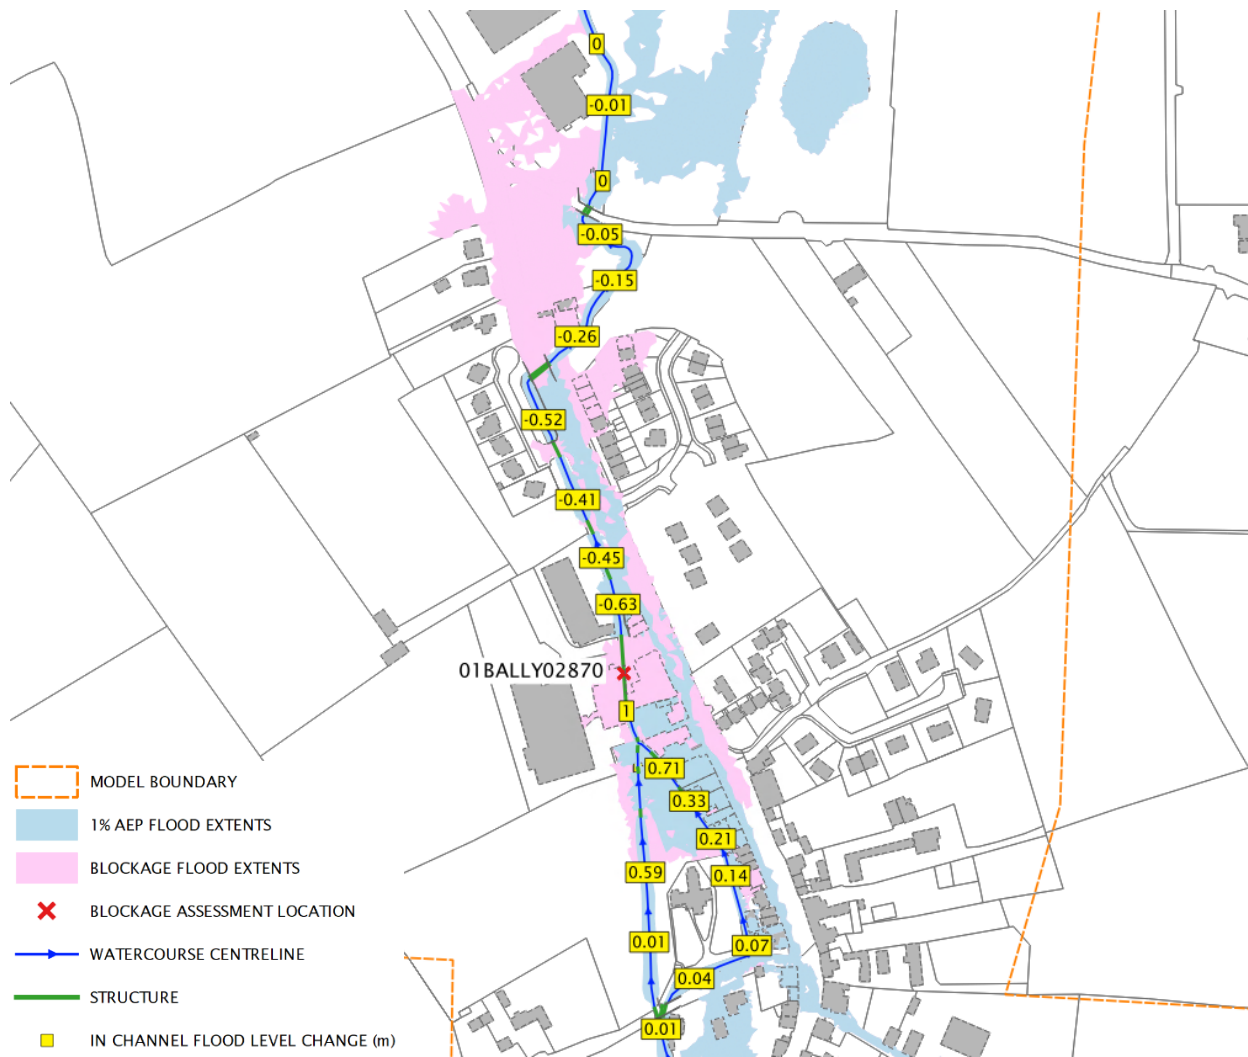 0
-0.01
0
-0.05
-0.15
-0.26
-0.52
-0.41
-0.45
-0.63
01BALLY02870
1
0.71
0.33
0.21
0.59
0.14
0.01
0.07
0.04
0.01
MODEL BOUNDARY
1% AEP FLOOD EXTENTS
BLOCKAGE FLOOD EXTENTS
BLOCKAGE ASSESSMENT LOCATION
WATERCOURSE CENTRELINE
STRUCTURE
IN CHANNEL FLOOD LEVEL CHANGE (m)